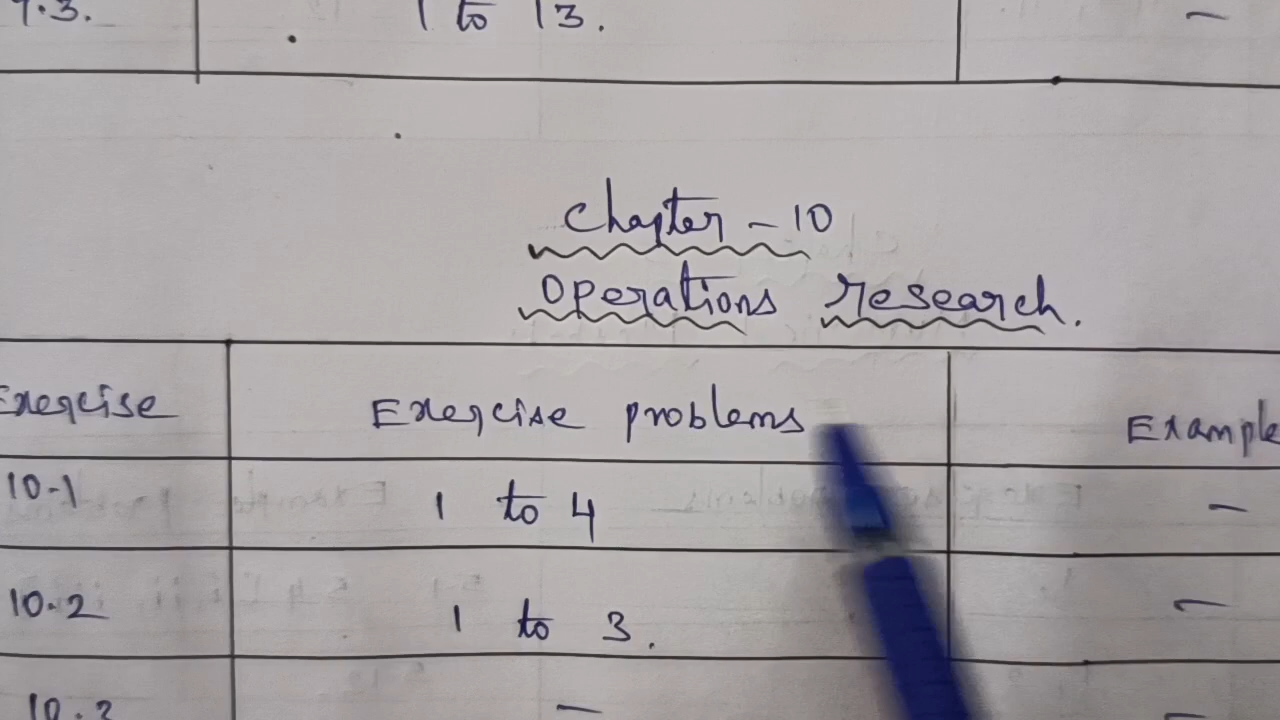 9.3. 1 to 13. –
Chapter – 10
Operations research.
Exercise Exercise problems Example
10-1 1 to 4 –
10.2 1 to 3. –
10.3 – –